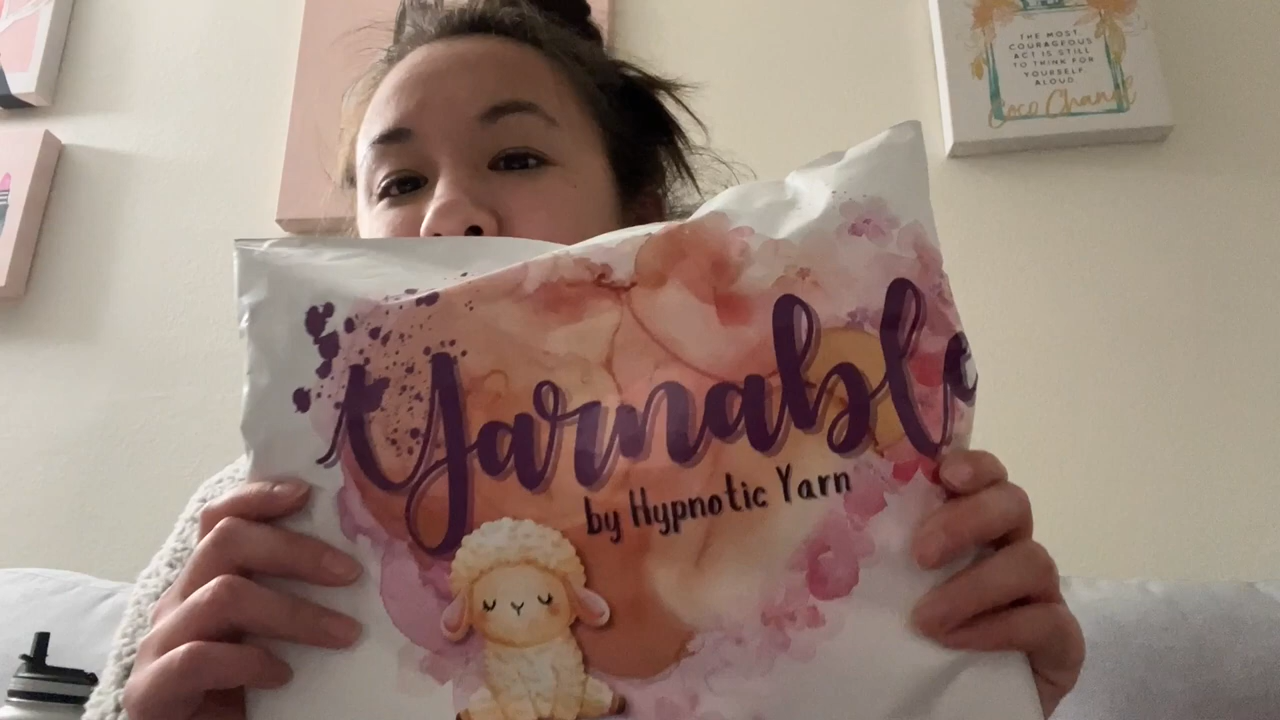 THE MOST
COURAGEOUS
ACT IS STILL
TO THINK FOR
YOURSELF.
ALOUD.
Coco Chanel
Yarnable
by Hypnotic Yarn